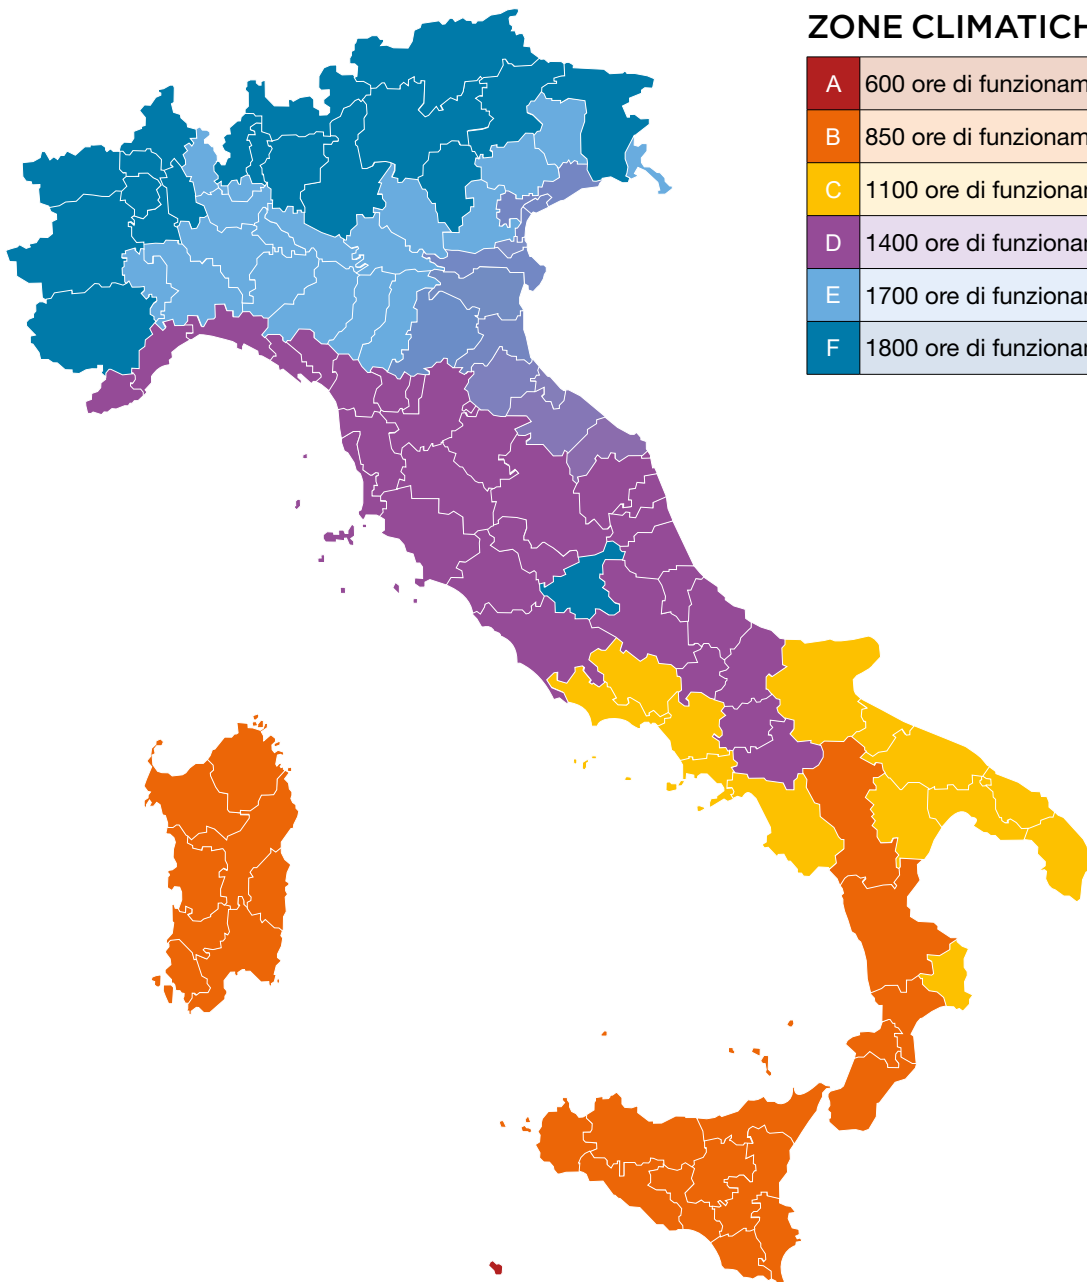 ZONE CLIMATICH
A 600 ore di funzionam
B 850 ore di funzionam
C 1100 ore di funzionar
D 1400 ore di funzionar
E 1700 ore di funzionar
F 1800 ore di funzionar